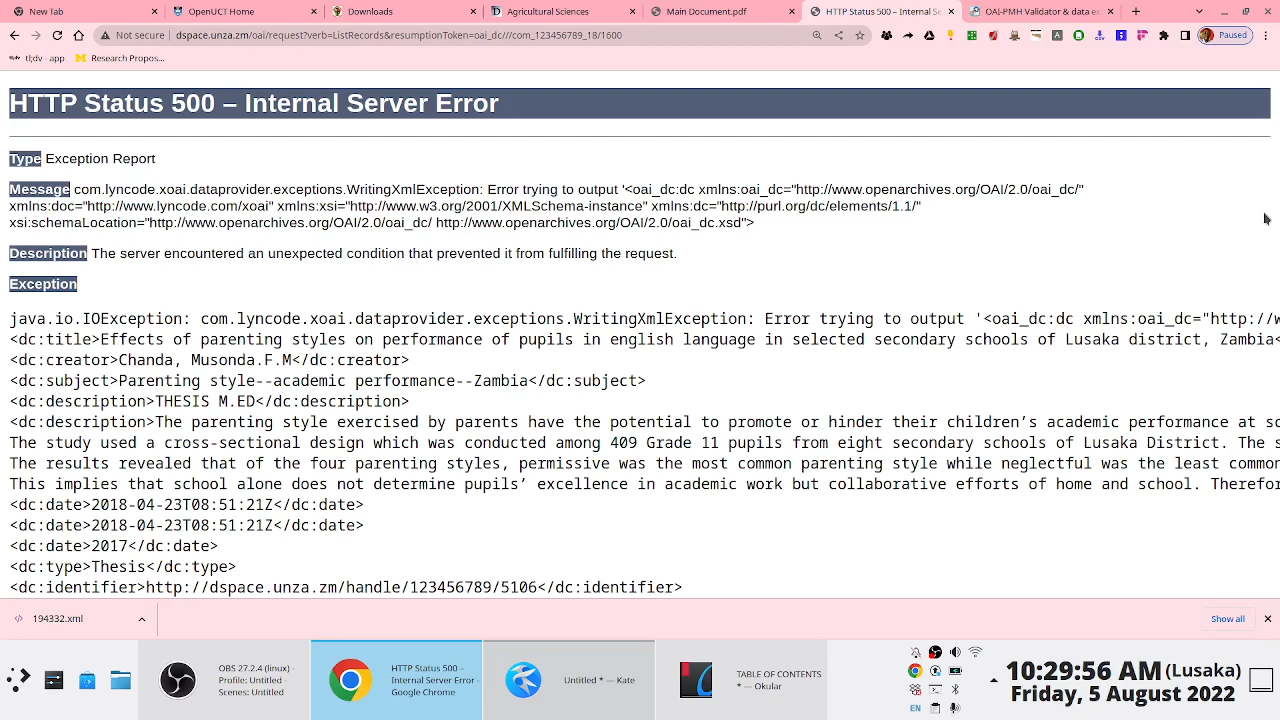 New Tab
OpenUCT Home
Downloads
Agricultural Sciences
Main Document.pdf
HTTP Status 500 – Internal Se
OAI-PMH Validator & data ex
Not secure dspace.unza.zm/oai/request?verb=ListRecords&resumptionToken=oai_dc///com_123456789_18/1600
Paused
tl;dv - app
Research Propos...
HTTP Status 500 – Internal Server Error
Type Exception Report
Message com.lyncode.xoai.dataprovider.exceptions.WritingXmlException: Error trying to output '<oai_dc:dc xmlns:oai_dc="http://www.openarchives.org/OAI/2.0/oai_dc/"
xmlns:doc="http://www.lyncode.com/xoai" xmlns:xsi="http://www.w3.org/2001/XMLSchema-instance" xmlns:dc="http://purl.org/dc/elements/1.1/"
xsi:schemaLocation="http://www.openarchives.org/OAI/2.0/oai_dc/ http://www.openarchives.org/OAI/2.0/oai_dc.xsd">
Description The server encountered an unexpected condition that prevented it from fulfilling the request.
Exception
java.io.IOException: com.lyncode.xoai.dataprovider.exceptions.WritingXmlException: Error trying to output '<oai_dc:dc xmlns:oai_dc="http://w
<dc:title>Effects of parenting styles on performance of pupils in english language in selected secondary schools of Lusaka district, Zambia<
<dc:creator>Chanda, Musonda.F.M</dc:creator>
<dc:subject>Parenting style--academic performance--Zambia</dc:subject>
<dc:description>THESIS M.ED</dc:description>
<dc:description>The parenting style exercised by parents have the potential to promote or hinder their children’s academic performance at sc
The study used a cross-sectional design which was conducted among 409 Grade 11 pupils from eight secondary schools of Lusaka District. The s
The results revealed that of the four parenting styles, permissive was the most common parenting style while neglectful was the least common
This implies that school alone does not determine pupils’ excellence in academic work but collaborative efforts of home and school. Therefor
<dc:date>2018-04-23T08:51:21Z</dc:date>
<dc:date>2018-04-23T08:51:21Z</dc:date>
<dc:date>2017</dc:date>
<dc:type>Thesis</dc:type>
<dc:identifier>http://dspace.unza.zm/handle/123456789/5106</dc:identifier>
194332.xml
Show all
OBS 27.2.4 (linux) -
Profile: Untitled -
Scenes: Untitled
HTTP Status 500 –
Internal Server Error -
Google Chrome
Untitled * — Kate
TABLE OF CONTENTS
* — Okular
EN
10:29:56 AM (Lusaka)
Friday, 5 August 2022